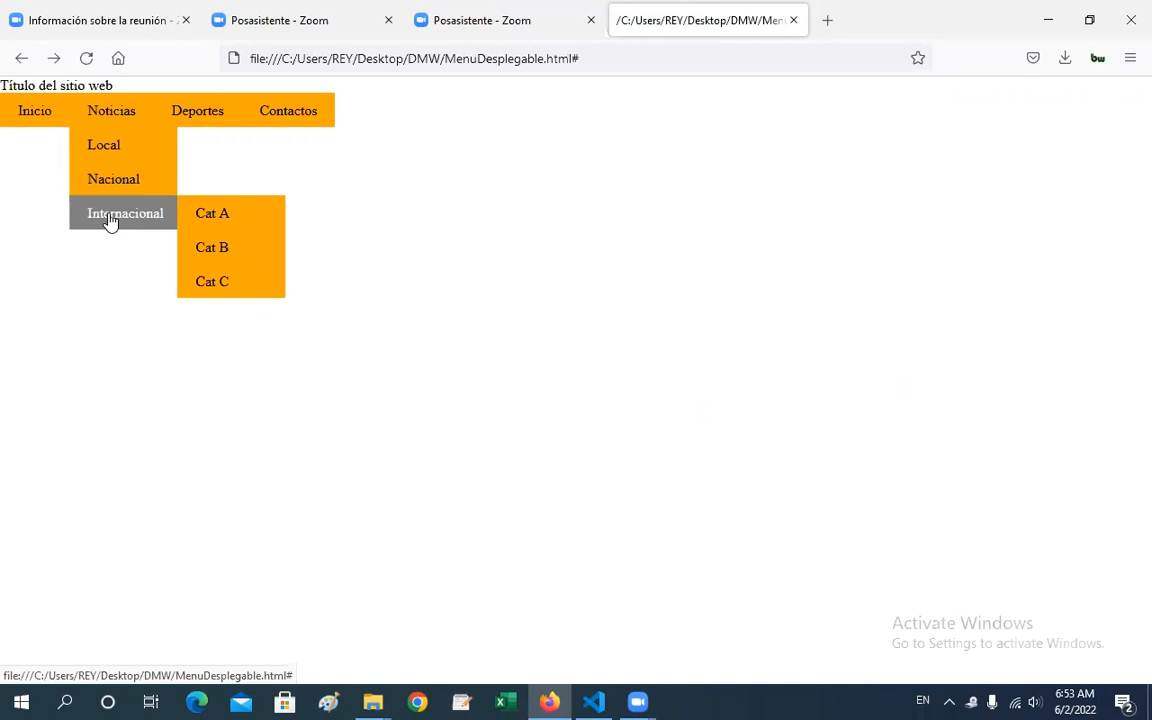 Información sobre la reunión -
Posasistente - Zoom
Posasistente - Zoom
/C:/Users/REY/Desktop/DMW/Men
file:///C:/Users/REY/Desktop/DMW/MenuDesplegable.html#
bw
Título del sitio web
Inicio Noticias Deportes Contactos
Local
Nacional
Internacional Cat A
Cat B
Cat C
Activate Windows
Go to Settings to activate Windows.
file:///C:/Users/REY/Desktop/DMW/MenuDesplegable.html#
EN
6:53 AM
6/2/2022
2